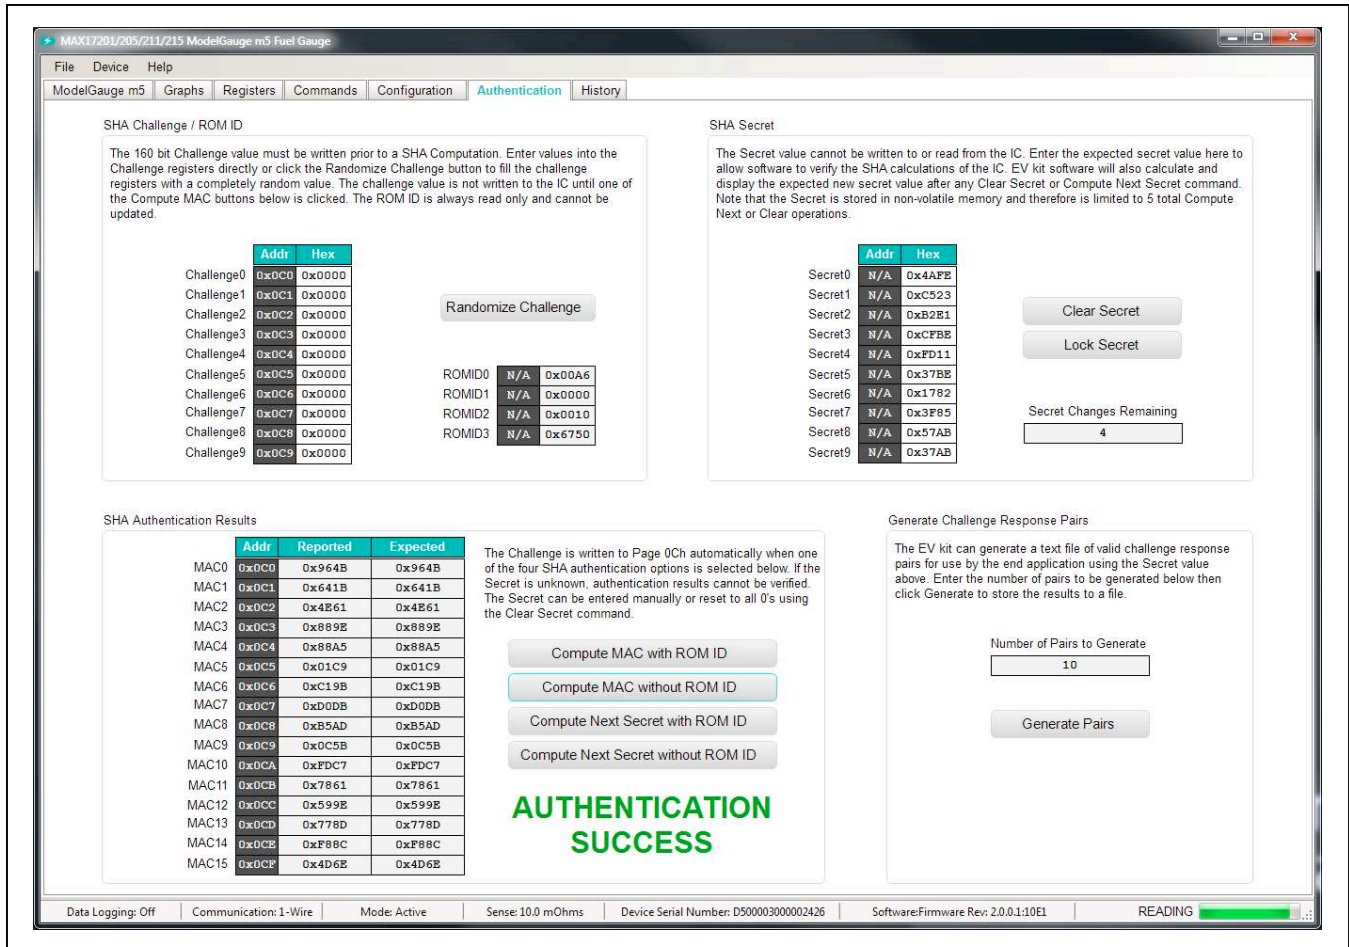 MAX17201/205/211/215 ModelGauge m5 Fuel Gauge
File Device Help
ModelGauge m5 Graphs Registers Commands Configuration Authentication History
SHA Challenge / ROM ID
The 160 bit Challenge value must be written prior to a SHA Computation. Enter values into the
Challenge registers directly or click the Randomize Challenge button to fill the challenge
registers with a completely random value. The challenge value is not written to the IC until one of
the Compute MAC buttons below is clicked. The ROM ID is always read only and cannot be
updated.
Addr Hex
Challenge0 0x0C0 0x0000
Challenge1 0x0C1 0x0000
Challenge2 0x0C2 0x0000
Challenge3 0x0C3 0x0000
Challenge4 0x0C4 0x0000
Challenge5 0x0C5 0x0000
Challenge6 0x0C6 0x0000
Challenge7 0x0C7 0x0000
Challenge8 0x0C8 0x0000
Challenge9 0x0C9 0x0000
Randomize Challenge
ROMID0 N/A 0x00A6
ROMID1 N/A 0x0000
ROMID2 N/A 0x0010
ROMID3 N/A 0x6750
SHA Secret
The Secret value cannot be written to or read from the IC. Enter the expected secret value here to
allow software to verify the SHA calculations of the IC. EV kit software will also calculate and
display the expected new secret value after any Clear Secret or Compute Next Secret command.
Note that the Secret is stored in non-volatile memory and therefore is limited to 5 total Compute
Next or Clear operations.
Addr Hex
Secret0 N/A 0x4AFE
Secret1 N/A 0xC523
Secret2 N/A 0xB2E1
Secret3 N/A 0xCFBE
Secret4 N/A 0xFD11
Secret5 N/A 0x37BE
Secret6 N/A 0x1782
Secret7 N/A 0x3F85
Secret8 N/A 0x57AB
Secret9 N/A 0x37AB
Clear Secret
Lock Secret
Secret Changes Remaining
4
SHA Authentication Results
Addr Reported Expected
MAC0 0x0C0 0x964B 0x964B
MAC1 0x0C1 0x641B 0x641B
MAC2 0x0C2 0x4E61 0x4E61
MAC3 0x0C3 0x889E 0x889E
MAC4 0x0C4 0x88A5 0x88A5
MAC5 0x0C5 0x01C9 0x01C9
MAC6 0x0C6 0xC19B 0xC19B
MAC7 0x0C7 0xD0DB 0xD0DB
MAC8 0x0C8 0xB5AD 0xB5AD
MAC9 0x0C9 0x0C5B 0x0C5B
MAC10 0x0CA 0xFDC7 0xFDC7
MAC11 0x0CB 0x7861 0x7861
MAC12 0x0CC 0x599E 0x599E
MAC13 0x0CD 0x778D 0x778D
MAC14 0x0CE 0xF88C 0xF88C
MAC15 0x0CF 0x4D6E 0x4D6E
The Challenge is written to Page 0Ch automatically when one
of the four SHA authentication options is selected below. If the
Secret is unknown, authentication results cannot be verified.
The Secret can be entered manually or reset to all 0's using
the Clear Secret command.
Compute MAC with ROM ID
Compute MAC without ROM ID
Compute Next Secret with ROM ID
Compute Next Secret without ROM ID
AUTHENTICATION
SUCCESS
Generate Challenge Response Pairs
The EV kit can generate a text file of valid challenge response
pairs for use by the end application using the Secret value
above. Enter the number of pairs to be generated below then
click Generate to store the results to a file.
Number of Pairs to Generate
10
Generate Pairs
Data Logging: Off Communication: 1-Wire Mode: Active Sense: 10.0 mOhms Device Serial Number: D500003000002426 Software:Firmware Rev: 2.0.0.1:10E1 READING